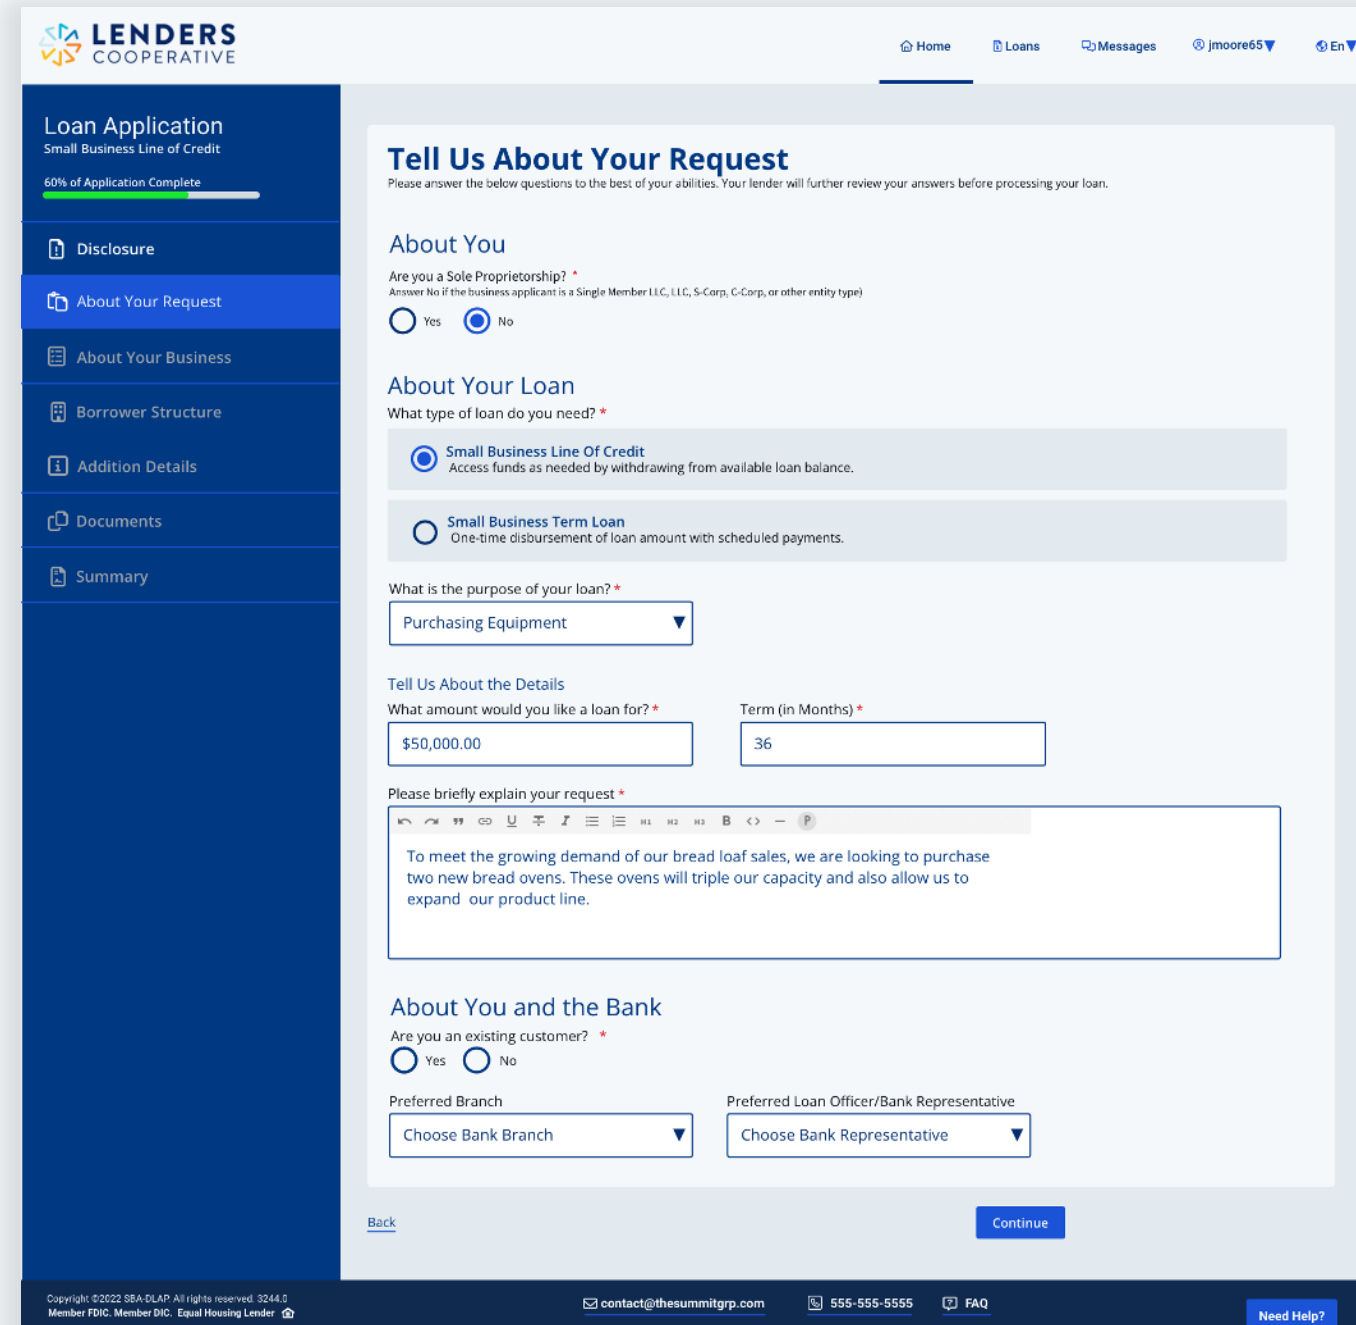 LENDERS
COOPERATIVE
Home
Loans
Messages
jmoore65
En
Loan Application
Small Business Line of Credit
60% of Application Complete
Disclosure
About Your Request
About Your Business
Borrower Structure
Addition Details
Documents
Summary
Tell Us About Your Request
Please answer the below questions to the best of your abilities. Your lender will further review your answers before processing your loan.
About You
Are you a Sole Proprietorship? *
Answer No if the business applicant is a Single Member LLC, LLC, S-Corp, C-Corp, or other entity type)
Yes No
About Your Loan
What type of loan do you need? *
Small Business Line Of Credit
Access funds as needed by withdrawing from available loan balance.
Small Business Term Loan
One-time disbursement of loan amount with scheduled payments.
What is the purpose of your loan? *
Purchasing Equipment
Tell Us About the Details
What amount would you like a loan for? * Term (in Months) *
$50,000.00 36
Please briefly explain your request *
H1 H2 H3 B <> — P
To meet the growing demand of our bread loaf sales, we are looking to purchase
two new bread ovens. These ovens will triple our capacity and also allow us to
expand our product line.
About You and the Bank
Are you an existing customer? *
Yes No
Preferred Branch Preferred Loan Officer/Bank Representative
Choose Bank Branch Choose Bank Representative
Back Continue
Copyright ©2022 SBA-DLAP. All rights reserved. 3244.0
Member FDIC. Member DIC. Equal Housing Lender
contact@thesummitgrp.com 555-555-5555 FAQ
Need Help?